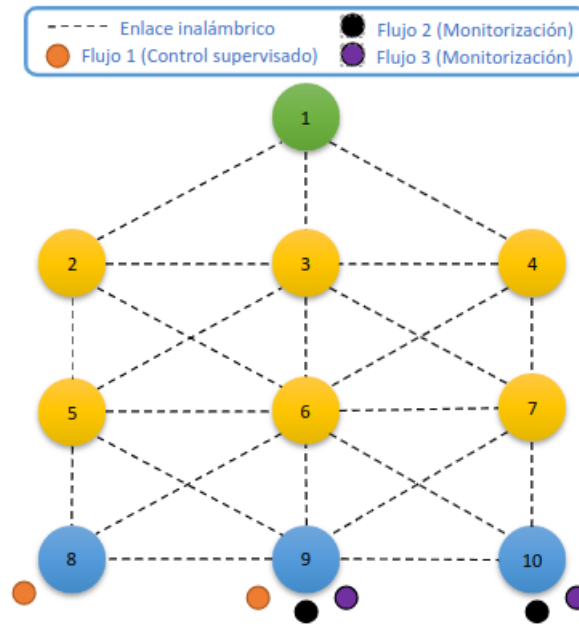 Enlace inalámbrico
Flujo 2 (Monitorización)
Flujo 1 (Control supervisado)
Flujo 3 (Monitorización)
1
2 3 4
5 6 7
8 9 10